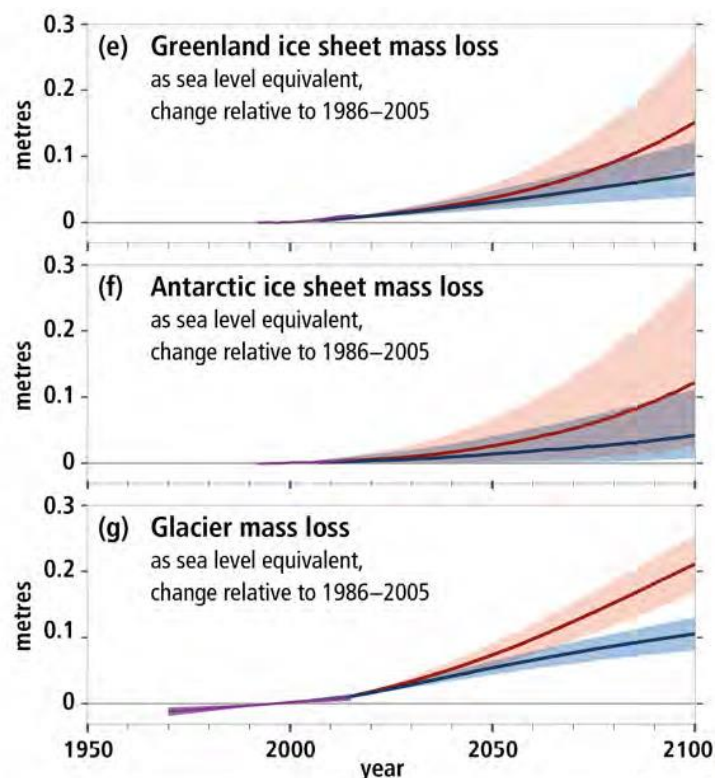 0.3
(e) Greenland ice sheet mass loss
as sea level equivalent,
change relative to 1986–2005
0.2
0.1
0
metres
0.3
(f) Antarctic ice sheet mass loss
as sea level equivalent,
change relative to 1986–2005
0.2
0.1
0
metres
0.3
(g) Glacier mass loss
as sea level equivalent,
change relative to 1986–2005
0.2
0.1
0
metres
1950 2000 2050 2100
year